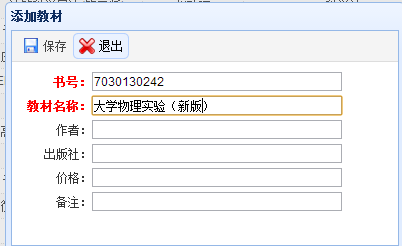 添加教材
保存 退出
书号： 7030130242
教材名称： 大学物理实验（新版）
作者：
出版社：
价格：
备注：